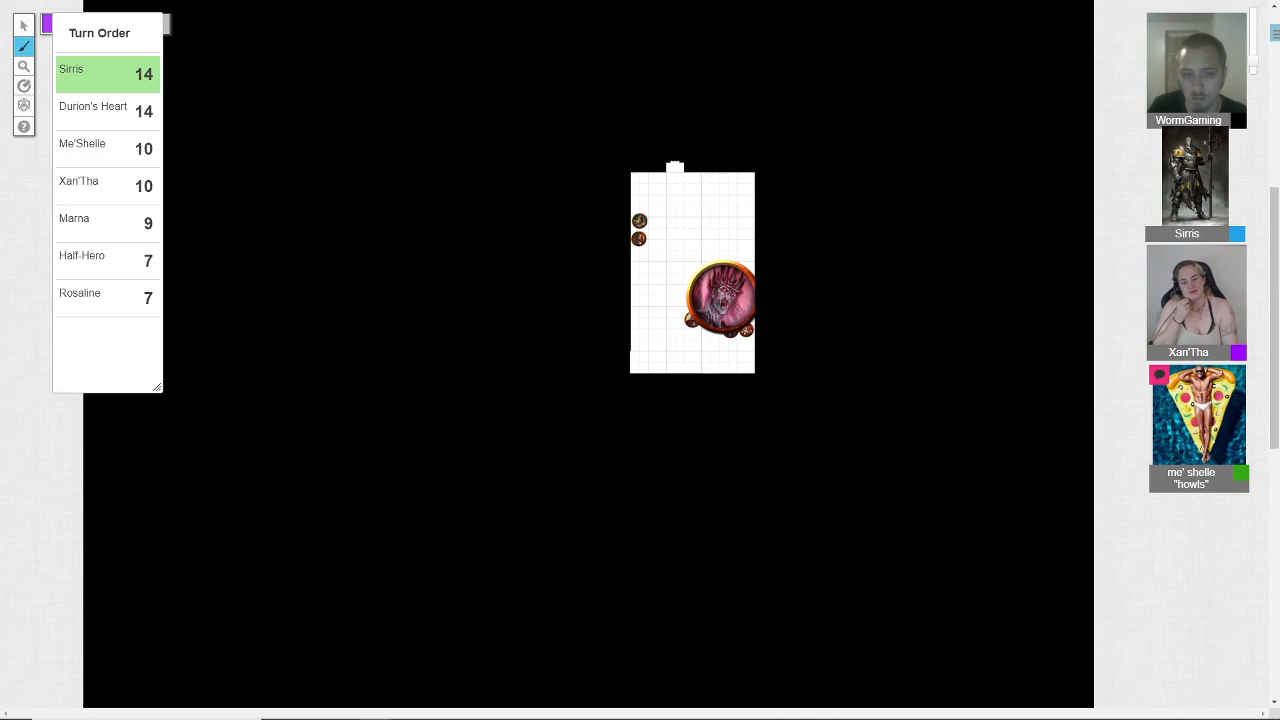 Turn Order
Sirris 14
Durion's Heart 14
Me'Shelle 10
Xan'Tha 10
Marna 9
Half-Hero 7
Rosaline 7
WormGaming
Sirris
Xan'Tha
me' shelle
"howls"